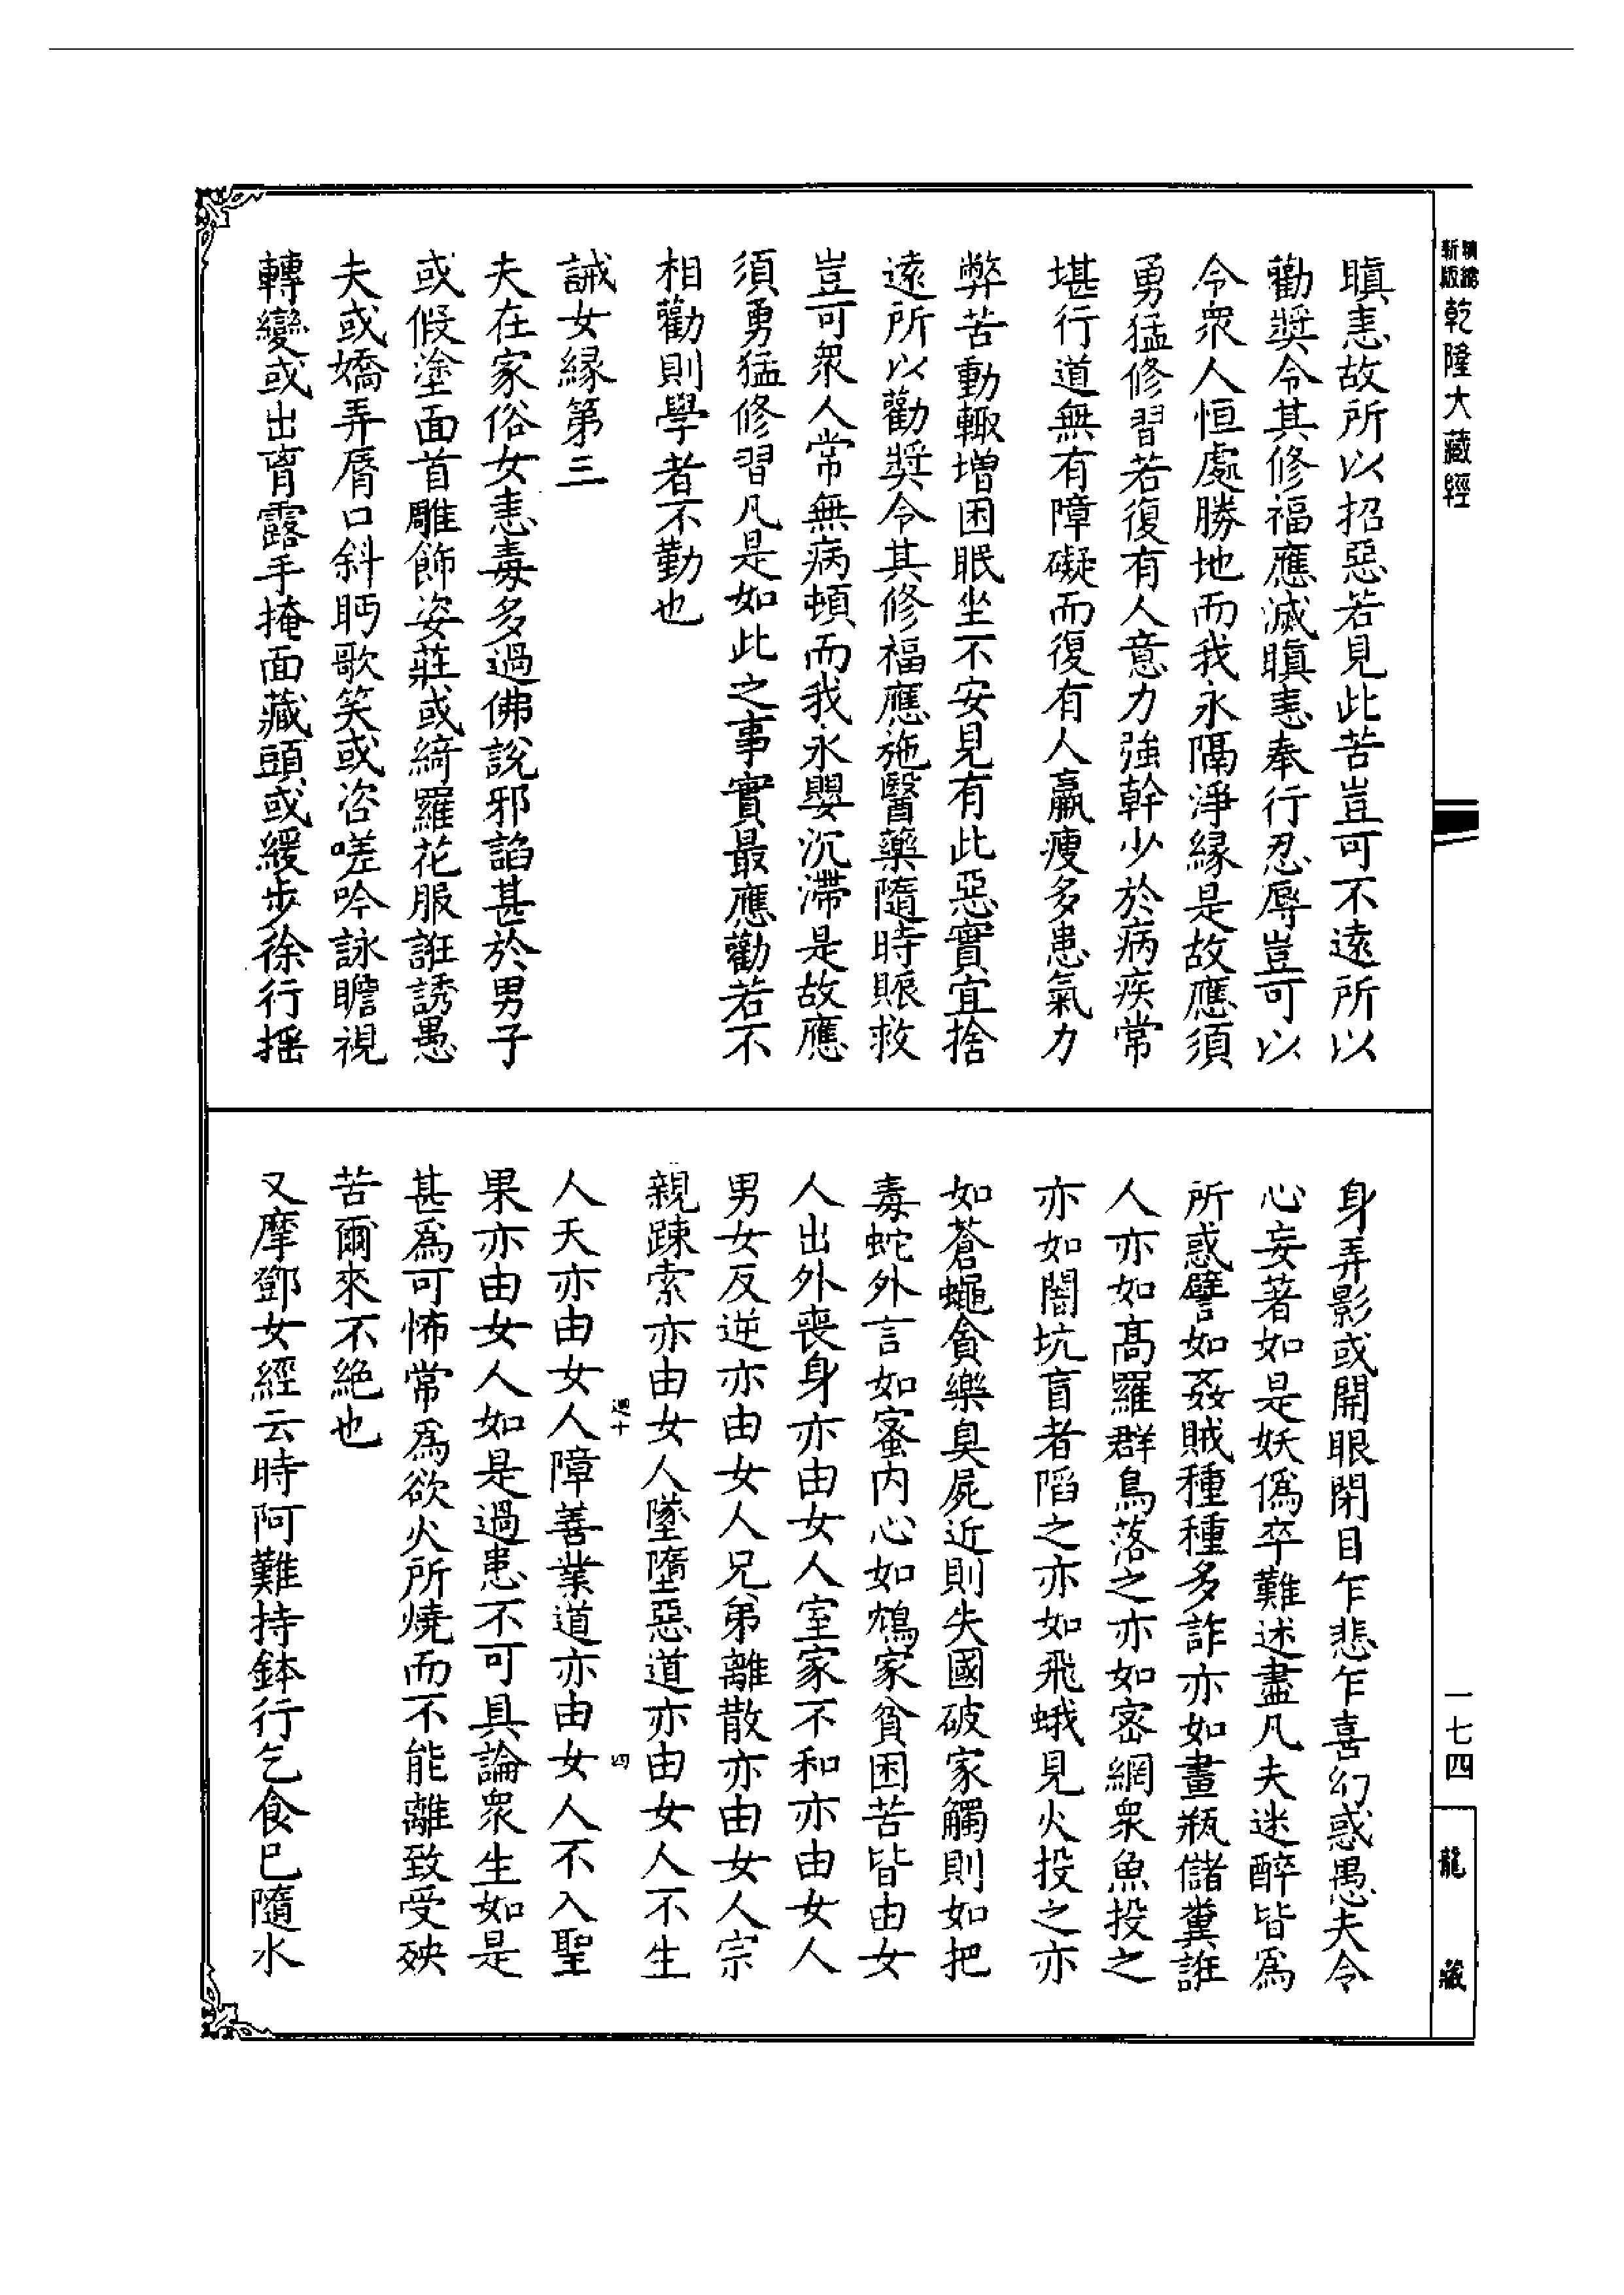 新版精縮乾隆大藏經
瞋恚故所以招惡若見此苦豈可不遠所以
勸獎令其修福應滅瞋恚奉行忍辱豈可以
令衆人恒處勝地而我永隔淨緣是故應須
勇猛修習若復有人意力強幹少於病疾常
堪行道無有障礙而復有人羸瘦多患氣力
弊苦動輙增困眠坐不安見有此惡實宜捨
遠所以勸獎令其修福應施醫藥隨時賑救
豈可衆人常無病頓而我永嬰沉滯是故應
須勇猛修習凡是如此之事實最應勸若不
相勸則學者不勤也
誡女緣第三
夫在家俗女恚毒多過佛說邪諂甚於男子
或假塗面首雕飾姿莊或綺羅花服誑誘愚
夫或嬌弄脣口斜眄歌笑或咨嗟吟詠瞻視
轉變或出胷露手掩面藏頭或緩步徐行摇
身弄影或開眼閉目乍悲乍喜幻惑愚夫令
心妄著如是妖僞卒難述盡凡夫迷醉皆爲
所惑譬如姦賊種種多詐亦如畫瓶儲糞誑
人亦如高羅群鳥落之亦如密網衆魚投之
亦如闇坑盲者陷之亦如飛蛾見火投之亦
如蒼蠅貪樂臭屍近則失國破家觸則如把
毒蛇外言如蜜内心如鴆家貧困苦皆由女
人出外喪身亦由女人室家不和亦由女人
男女反逆亦由女人兄弟離散亦由女人宗
親踈索亦由女人墜墮惡道亦由女人不生
人天亦由女人障善業道亦由女人不入聖
果亦由女人如是過患不可具論衆生如是
甚爲可怖常爲欲火所燒而不能離致受殃
苦爾來不絕也
又摩鄧女經云時阿難持鉢行乞食巳隨水
十
四
一七四
龍藏